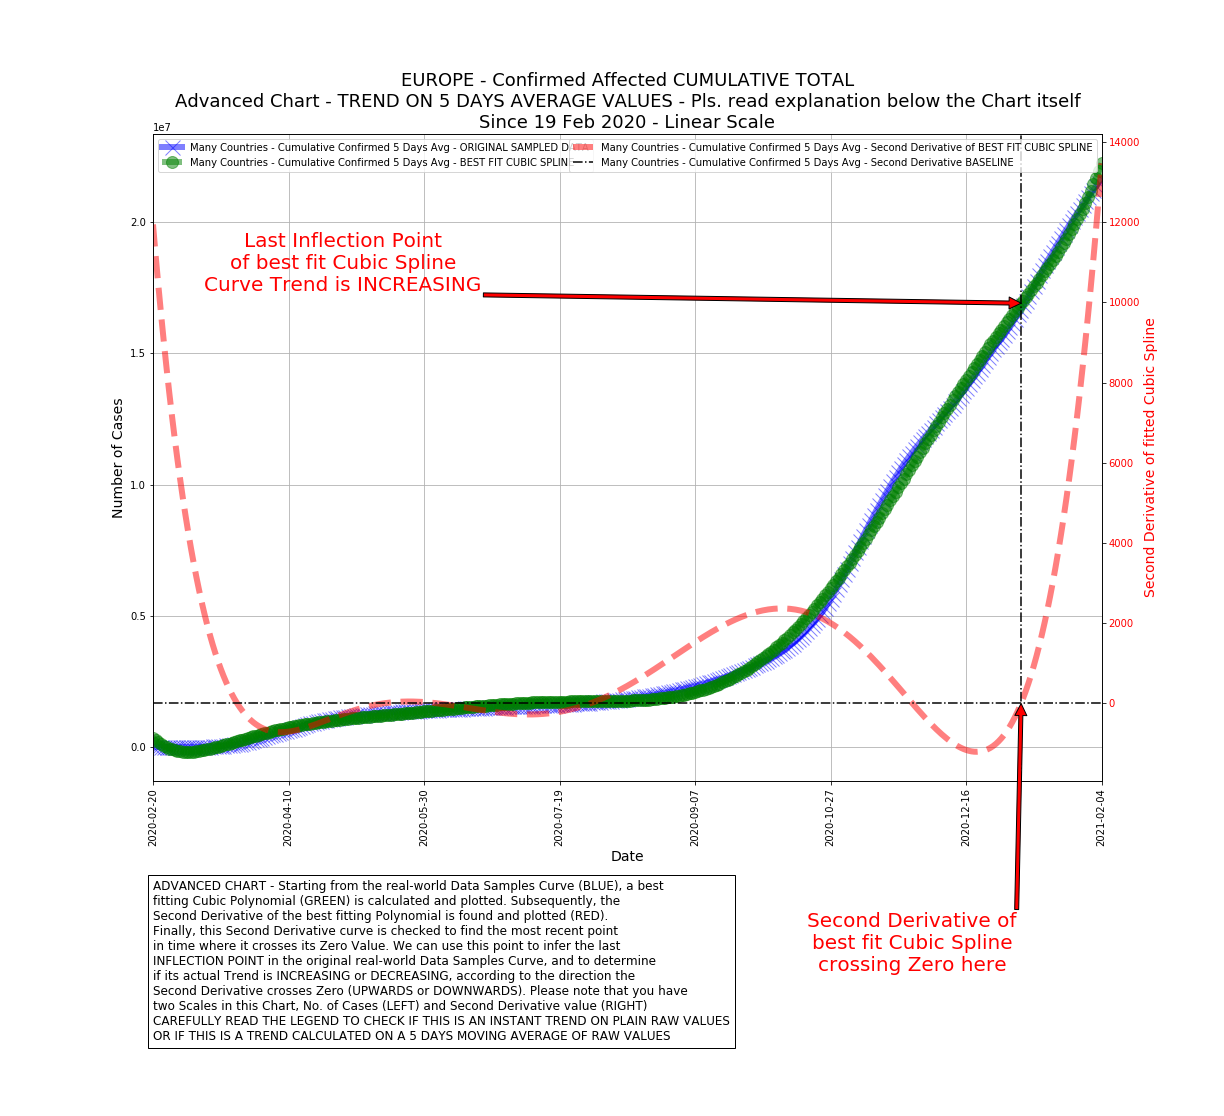 EUROPE - Confirmed Affected CUMULATIVE TOTAL
Advanced Chart - TREND ON 5 DAYS AVERAGE VALUES - Pls. read explanation below the Chart itself
Since 19 Feb 2020 - Linear Scale
1e7
Many Countries - Cumulative Confirmed 5 Days Avg - ORIGINAL SAMPLED
Many Countries - Cumulative Confirmed 5 Days Avg - BEST FIT CUBIC SPLIN
Many Countries - Cumulative Confirmed 5 Days Avg - Second Derivative of BEST FIT CUBIC SPLINE
Many Countries - Cumulative Confirmed 5 Days Avg - Second Derivative BASELINE
Last Inflection Point
of best fit Cubic Spline
Curve Trend is INCREASING
Number of Cases
2.0
1.5
1.0
0.5
0.0
14000
12000
10000
8000
6000
4000
2000
0
Second Derivative of fitted Cubic Spline
2020-02-20
2020-04-10
2020-05-30
2020-07-19
2020-09-07
2020-10-27
2020-12-16
2021-02-04
Date
ADVANCED CHART - Starting from the real-world Data Samples Curve (BLUE), a best
fitting Cubic Polynomial (GREEN) is calculated and plotted. Subsequently, the
Second Derivative of the best fitting Polynomial is found and plotted (RED).
Finally, this Second Derivative curve is checked to find the most recent point
in time where it crosses its Zero Value. We can use this point to infer the last
INFLECTION POINT in the original real-world Data Samples Curve, and to determine
if its actual Trend is INCREASING or DECREASING, according to the direction the
Second Derivative crosses Zero (UPWARDS or DOWNWARDS). Please note that you have
two Scales in this Chart, No. of Cases (LEFT) and Second Derivative value (RIGHT)
CAREFULLY READ THE LEGEND TO CHECK IF THIS IS AN INSTANT TREND ON PLAIN RAW VALUES
OR IF THIS IS A TREND CALCULATED ON A 5 DAYS MOVING AVERAGE OF RAW VALUES
Second Derivative of
best fit Cubic Spline
crossing Zero here